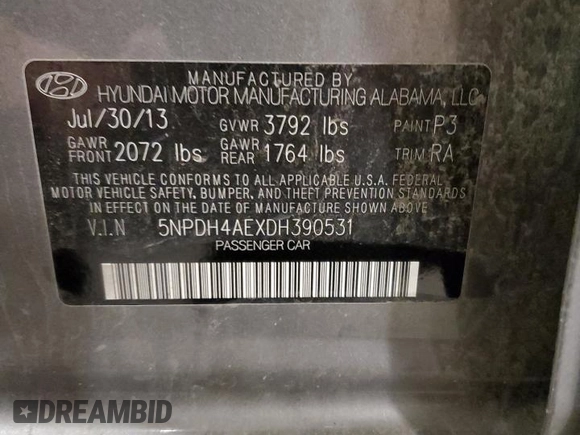 MANUFACTURED BY
HYUNDAI MOTOR MANUFACTURING ALABAMA, LLC
Jul/30/13 GVWR 3792 lbs PAINT P3
GAWR FRONT 2072 lbs GAWR REAR 1764 lbs TRIM RA
THIS VEHICLE CONFORMS TO ALL APPLICABLE U.S.A. FEDERAL
MOTOR VEHICLE SAFETY, BUMPER, AND THEFT PREVENTION STANDARDS
IN EFFECT ON THE DATE OF MANUFACTURE SHOWN ABOVE.
V.I.N 5NPDH4AEXDH390531
PASSENGER CAR
DREAMBID